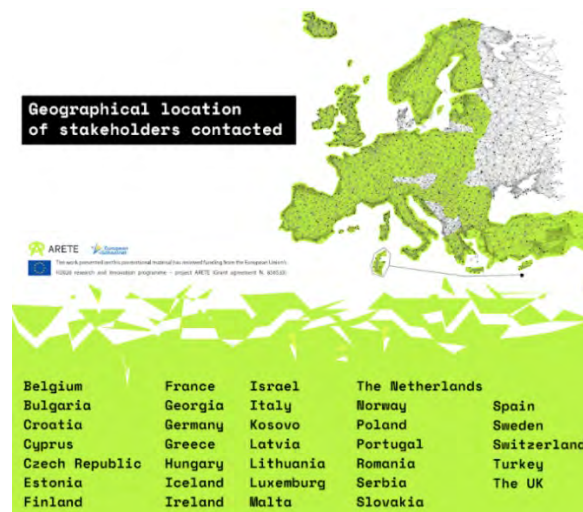 Geographical location
of stakeholders contacted
ARETE
European
The work presented on this promotional material has received funding from the European Union's
research and innovation programme - project ARETE (Grant agreement N.
Belgium
Bulgaria
Croatia
Cyprus
Czech Republic
Estonia
Finland
France
Georgia
Germany
Greece
Hungary
Iceland
Ireland
Israel
Italy
Kosovo
Latvia
Lithuania
Luxemburg
Malta
The Netherlands
Norway
Poland
Portugal
Romania
Serbia
Slovakia
Spain
Sweden
Switzerland
Turkey
The UK